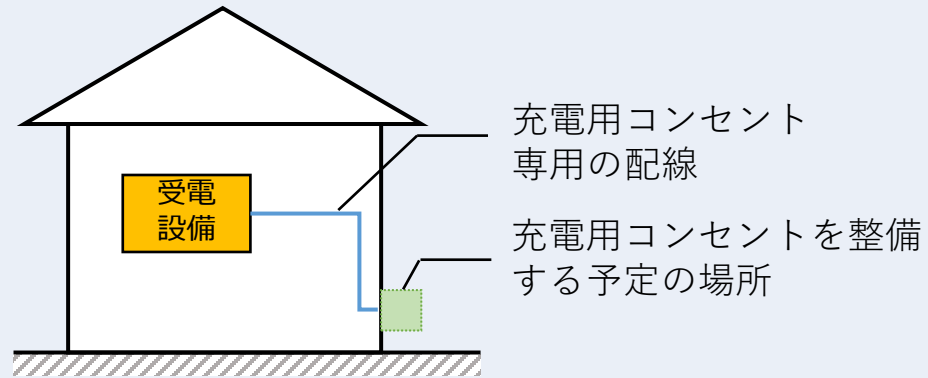 充電用コンセント
専用の配線
受電
設備
充電用コンセントを整備
する予定の場所